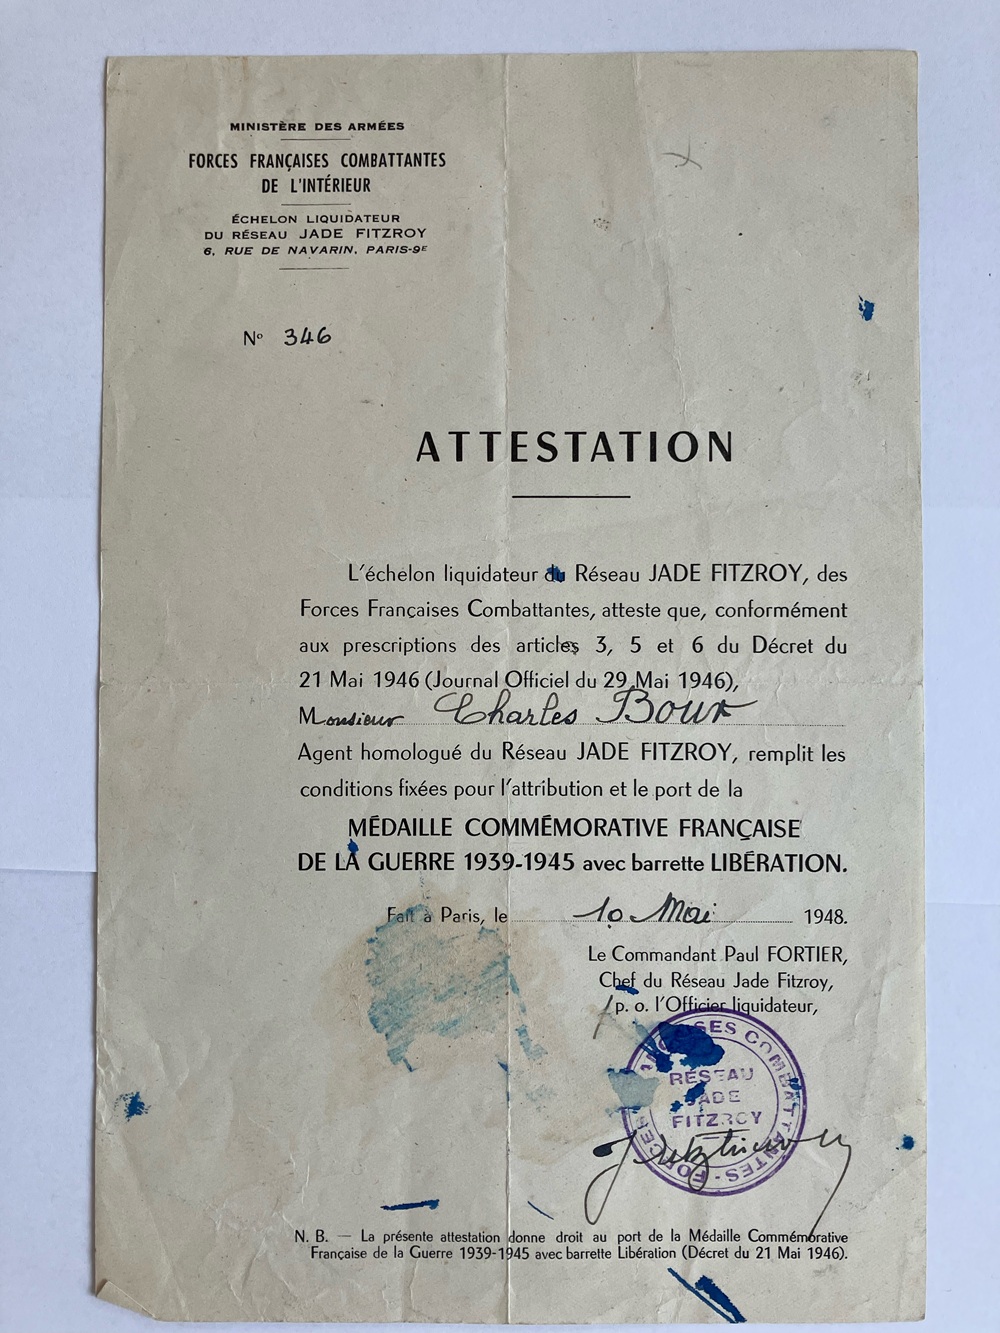 MINISTÈRE DES ARMÉES
FORCES FRANÇAISES COMBATTANTES
DE L'INTÉRIEUR
ÉCHELON LIQUIDATEUR
DU RÉSEAU JADE FITZROY
6, RUE DE NAVARIN, PARIS-9E
No 346
ATTESTATION
L'échelon liquidateur du Réseau JADE FITZROY, des
Forces Françaises Combattantes, atteste que, conformément
aux prescriptions des articles 3, 5 et 6 du Décret du
21 Mai 1946 (Journal Officiel du 29 Mai 1946),
Monsieur Charles Bour
Agent homologué du Réseau JADE FITZROY, remplit les
conditions fixées pour l'attribution et le port de la
MÉDAILLE COMMÉMORATIVE FRANÇAISE
DE LA GUERRE 1939-1945 avec barrette LIBÉRATION.
Fait à Paris, le 10 Mai 1948.
Le Commandant Paul FORTIER,
Chef du Réseau Jade Fitzroy,
p. o. l'Officier liquidateur,
FORCES FRANÇAISES COMBATTANTES
RÉSEAU
JADE
FITZROY
N. B. — La présente attestation donne droit au port de la Médaille Commémorative
Française de la Guerre 1939-1945 avec barrette Libération (Décret du 21 Mai 1946).